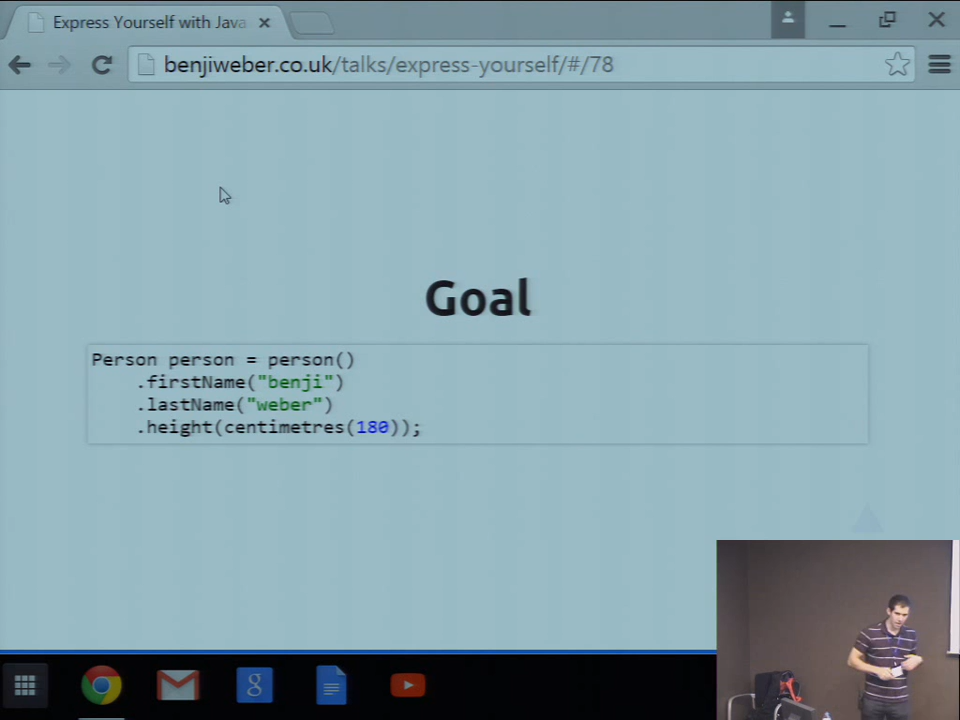 Express Yourself with Java
benjiweber.co.uk/talks/express-yourself/#/78
Goal
Person person = person()
.firstName("benji")
.lastName("weber")
.height(centimetres(180));
g